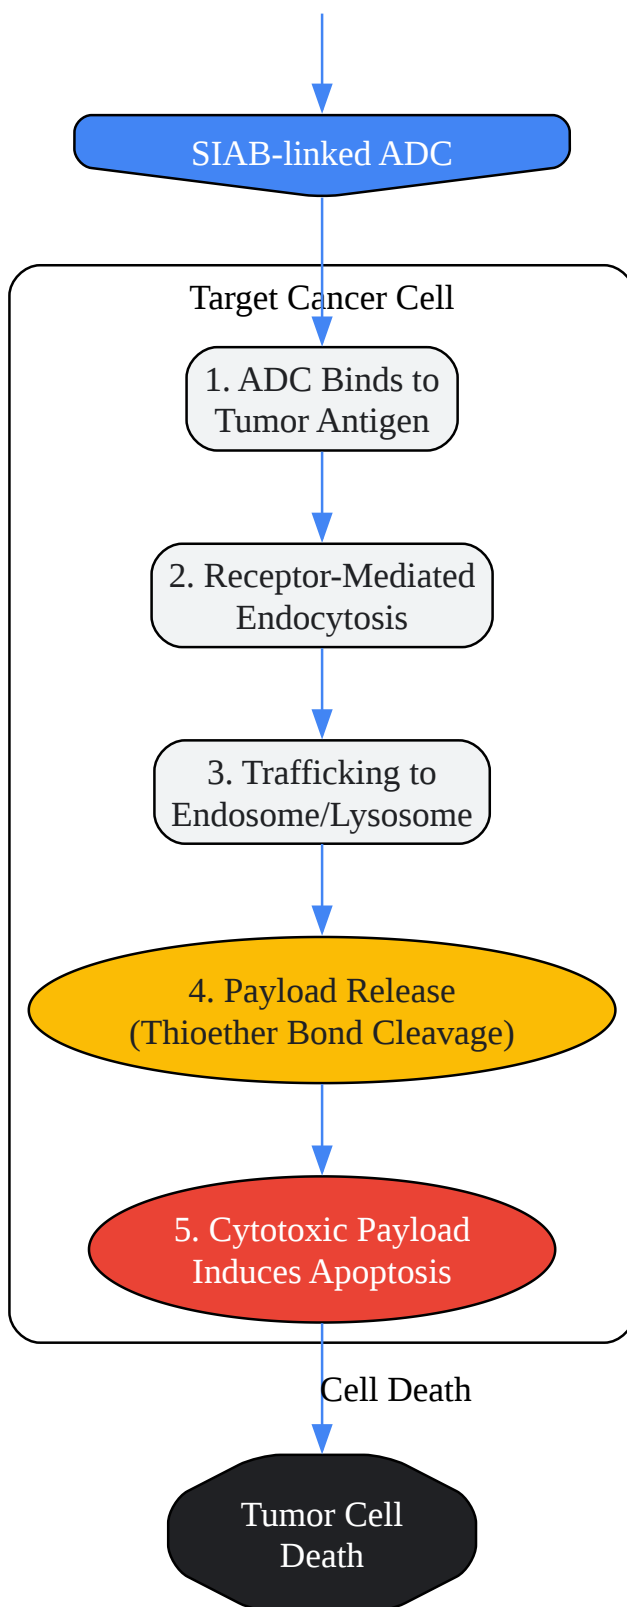 SIAB-linked ADC
Target Cancer Cell
1. ADC Binds to
Tumor Antigen
2. Receptor-Mediated
Endocytosis
3. Trafficking to
Endosome/Lysosome
4. Payload Release
(Thioether Bond Cleavage)
5. Cytotoxic Payload
Induces Apoptosis
Cell Death
Tumor Cell
Death